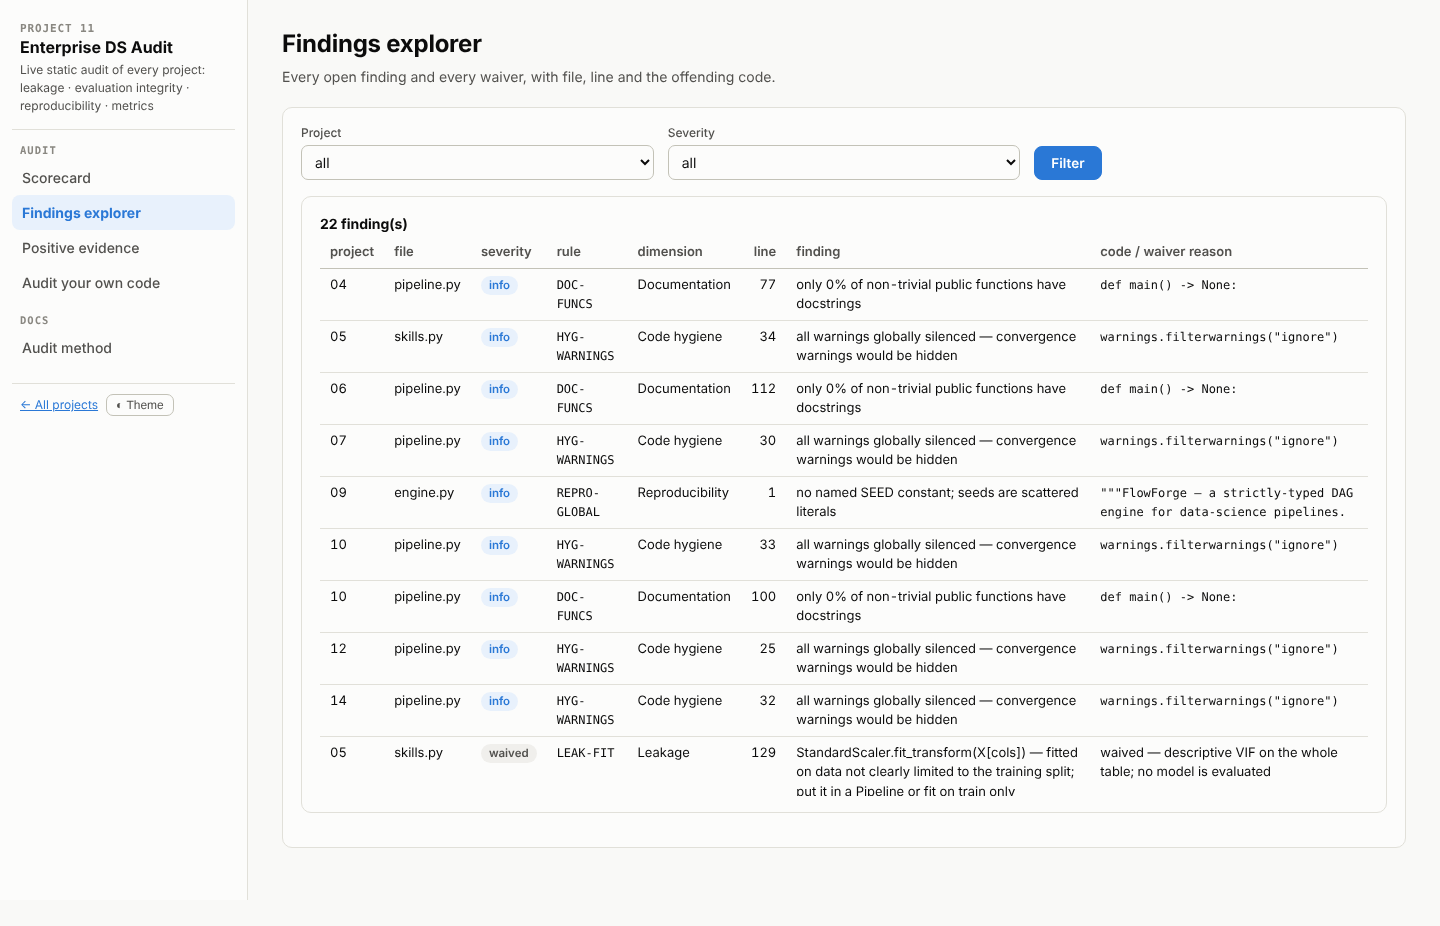 PROJECT 11
Enterprise DS Audit
Live static audit of every project:
leakage · evaluation integrity ·
reproducibility · metrics
AUDIT
Scorecard
Findings explorer
Positive evidence
Audit your own code
DOCS
Audit method
← All projects
Theme
Findings explorer
Every open finding and every waiver, with file, line and the offending code.
Project
Severity
all
all
Filter
22 finding(s)
project file severity rule dimension line finding code / waiver reason
04 pipeline.py info DOC- Documentation 77 only 0% of non-trivial public functions have def main() -> None:
FUNCS docstrings
05 skills.py info HYG- Code hygiene 34 all warnings globally silenced — convergence warnings.filterwarnings("ignore")
WARNINGS warnings would be hidden
06 pipeline.py info DOC- Documentation 112 only 0% of non-trivial public functions have def main() -> None:
FUNCS docstrings
07 pipeline.py info HYG- Code hygiene 30 all warnings globally silenced — convergence warnings.filterwarnings("ignore")
WARNINGS warnings would be hidden
09 engine.py info REPRO- Reproducibility 1 no named SEED constant; seeds are scattered """FlowForge — a strictly-typed DAG
GLOBAL literals engine for data-science pipelines.
10 pipeline.py info HYG- Code hygiene 33 all warnings globally silenced — convergence warnings.filterwarnings("ignore")
WARNINGS warnings would be hidden
10 pipeline.py info DOC- Documentation 100 only 0% of non-trivial public functions have def main() -> None:
FUNCS docstrings
12 pipeline.py info HYG- Code hygiene 25 all warnings globally silenced — convergence warnings.filterwarnings("ignore")
WARNINGS warnings would be hidden
14 pipeline.py info HYG- Code hygiene 32 all warnings globally silenced — convergence warnings.filterwarnings("ignore")
WARNINGS warnings would be hidden
05 skills.py waived LEAK-FIT Leakage 129 StandardScaler.fit_transform(X[cols]) — fitted waived — descriptive VIF on the whole
on data not clearly limited to the training split; table; no model is evaluated
put it in a Pipeline or fit on train only